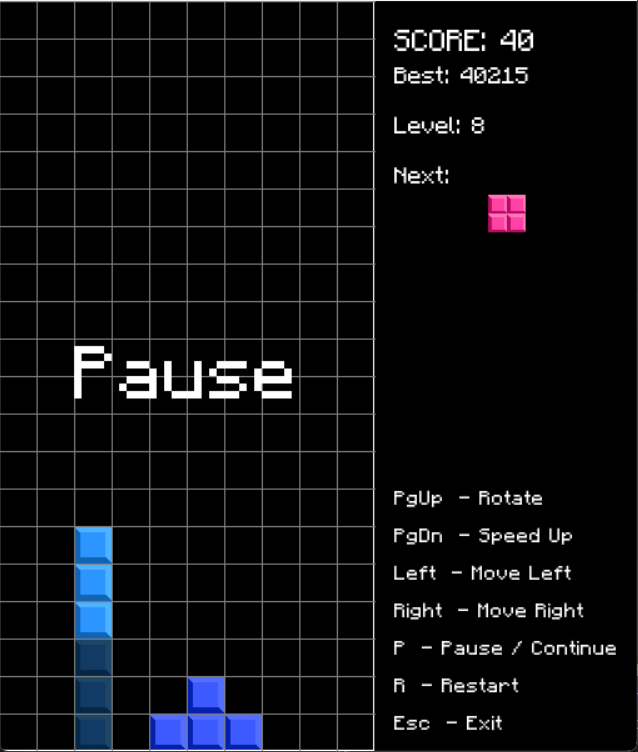 SCORE: 40
Best: 40215
Level: 8
Next:
Pause
PgUp - Rotate
PgDn - Speed Up
Left - Move Left
Right - Move Right
P - Pause / Continue
R - Restart
Esc - Exit